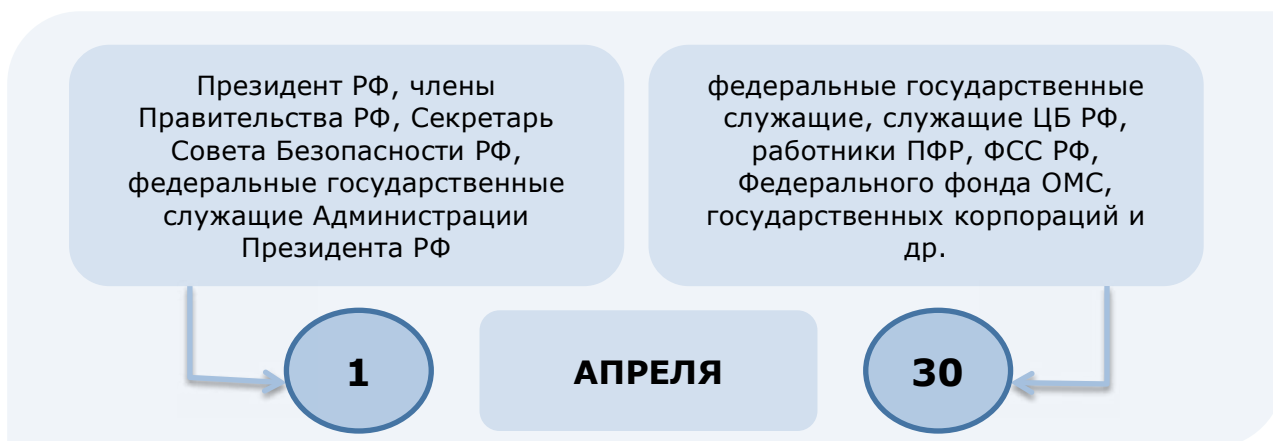 Президент РФ, члены
Правительства РФ, Секретарь
Совета Безопасности РФ,
федеральные государственные
служащие Администрации
Президента РФ
федеральные государственные
служащие, служащие ЦБ РФ,
работники ПФР, ФСС РФ,
Федерального фонда ОМС,
государственных корпораций и
др.
1
АПРЕЛЯ
30